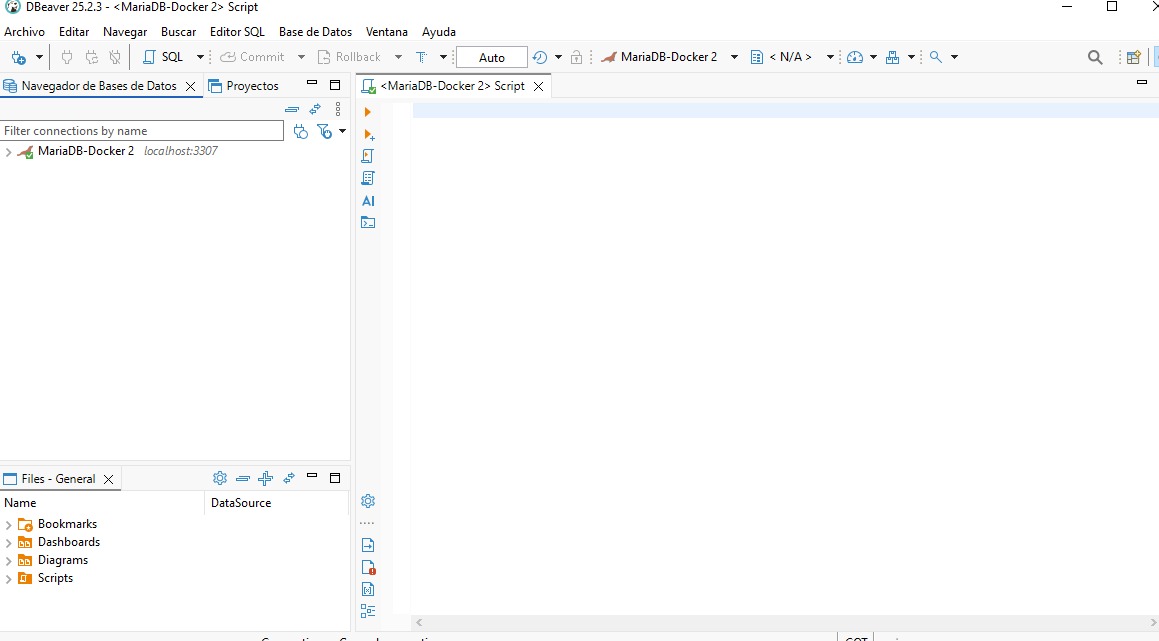 DBeaver 25.2.3 - <MariaDB-Docker 2> Script
Archivo Editar Navegar Buscar Editor SQL Base de Datos Ventana Ayuda
SQL Commit Rollback T Auto MariaDB-Docker 2 < N/A >
Navegador de Bases de Datos Proyectos
<MariaDB-Docker 2> Script
Filter connections by name
MariaDB-Docker 2 localhost:3307
AI
Files - General
Name DataSource
Bookmarks
Dashboards
Diagrams
Scripts